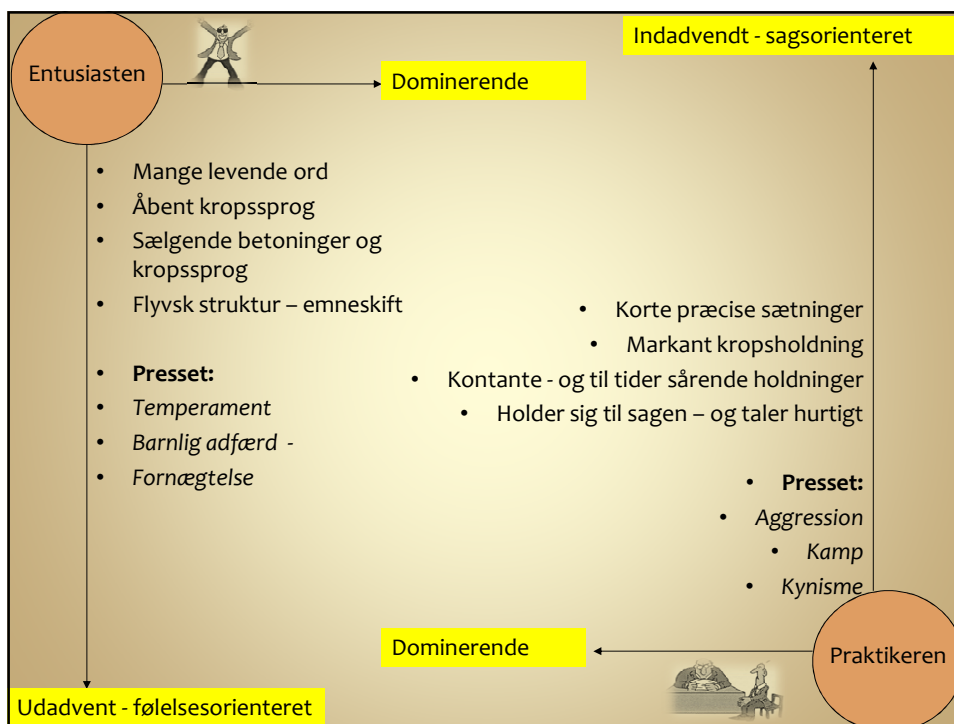 Entusiasten
Dominerende
Indadvendt - sagsorienteret
• Mange levende ord
• Åbent kropssprog
• Sælgende betoninger og
kropssprog
• Flyvsk struktur – emneskift
• Presset:
• Temperament
• Barnlig adfærd -
• Fornægtelse
• Korte præcise sætninger
• Markant kropsholdning
• Kontante - og til tider sårende holdninger
• Holder sig til sagen – og taler hurtigt
• Presset:
• Aggression
• Kamp
• Kynisme
Dominerende
Praktikeren
Udadvent - følelsesorienteret